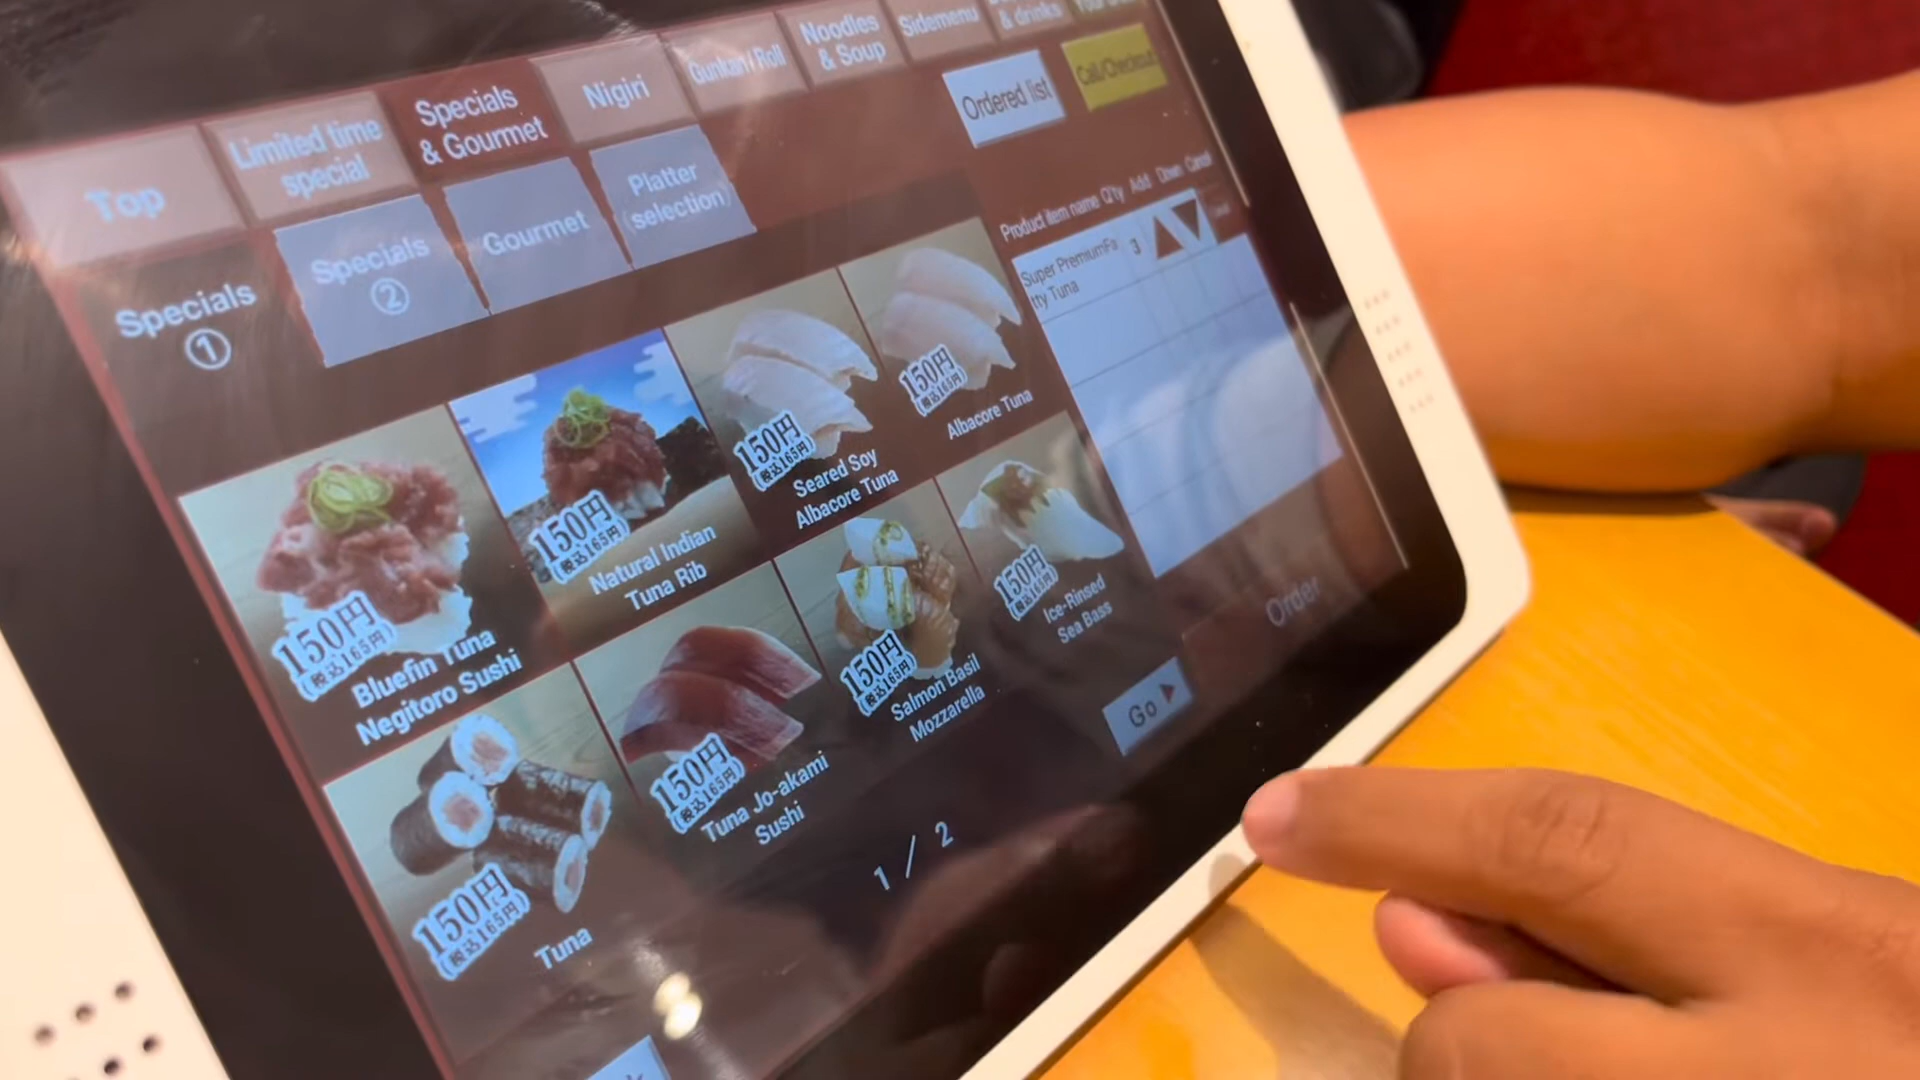 Top
Limited time
special
Specials
& Gourmet
Nigiri
Gunkan/Roll
Noodles
& Soup
Sidemenu
& drinks
Ordered list
Call/Checkout
Specials
①
Specials
②
Gourmet
Platter
(selection)
Product item name Q'ty Add Down Cancel
Super PremiumFa
tty Tuna
3
150円
(税込165円)
Bluefin Tuna
Negitoro Sushi
150円
(税込165円)
Natural Indian
Tuna Rib
150円
(税込165円)
Seared Soy
Albacore Tuna
150円
(税込165円)
Albacore Tuna
150円
(税込165円)
Tuna
150円
(税込165円)
Tuna Jo-akami
Sushi
150円
(税込165円)
Salmon Basil
Mozzarella
150円
(税込165円)
Ice-Rinsed
Sea Bass
Order
Go
1 / 2